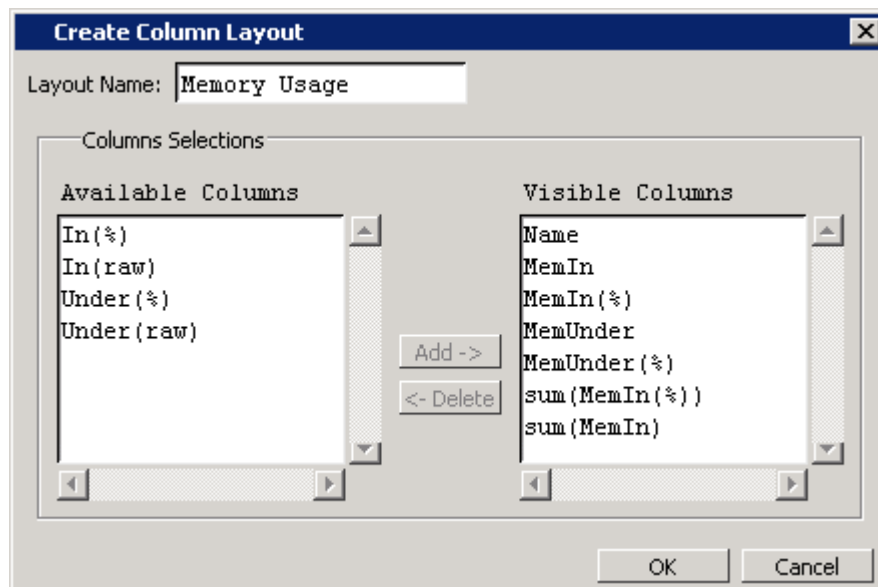 Create Column Layout
Layout Name: Memory Usage
Columns Selections
Available Columns
In(%)
In(raw)
Under(%)
Under(raw)
Add ->
<- Delete
Visible Columns
Name
MemIn
MemIn(%)
MemUnder
MemUnder(%)
sum(MemIn(%))
sum(MemIn)
OK
Cancel